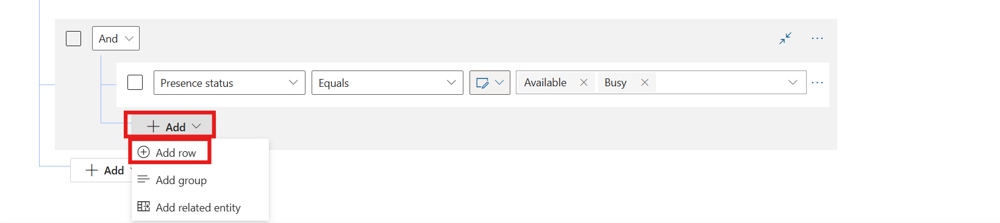 And
Presence status Equals Available Busy
Add
Add row
Add
Add group
Add related entity